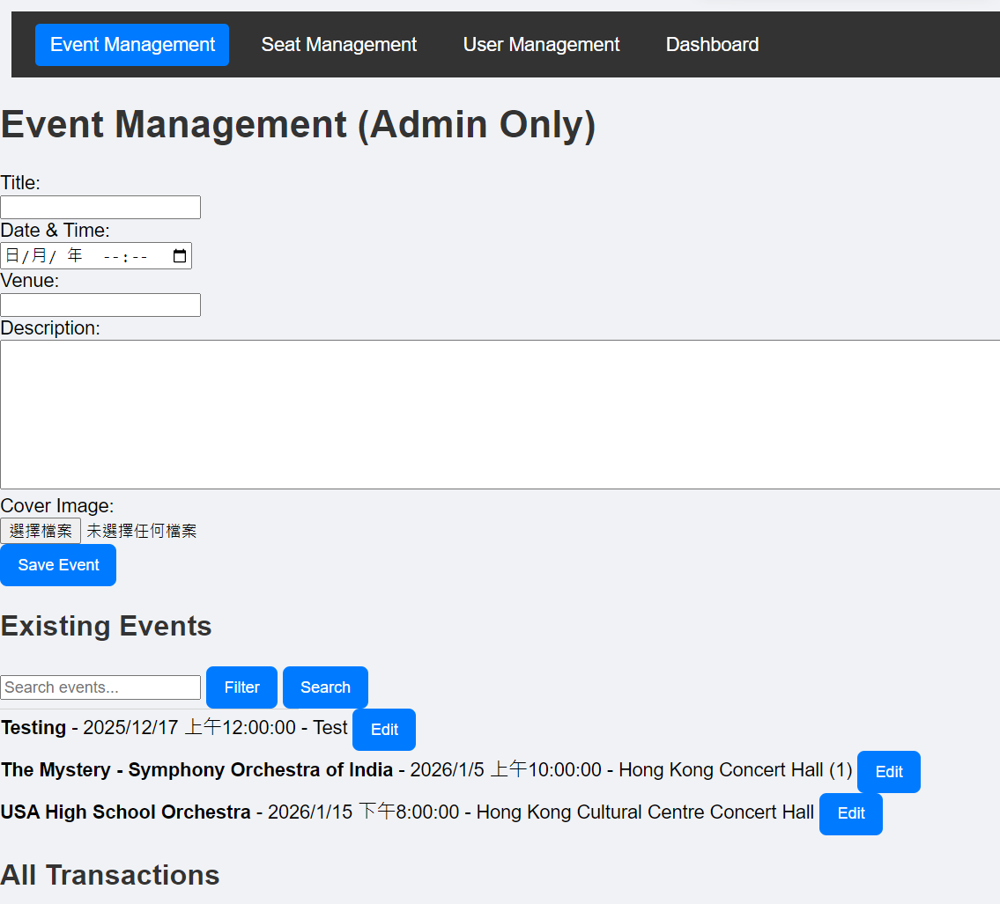 Event Management Seat Management User Management Dashboard
Event Management (Admin Only)
Title:
Date & Time:
日/月/ 年 --:--
Venue:
Description:
Cover Image:
選擇檔案 未選擇任何檔案
Save Event
Existing Events
Search events... Filter Search
Testing - 2025/12/17 上午12:00:00 - Test Edit
The Mystery - Symphony Orchestra of India - 2026/1/5 上午10:00:00 - Hong Kong Concert Hall (1) Edit
USA High School Orchestra - 2026/1/15 下午8:00:00 - Hong Kong Cultural Centre Concert Hall Edit
All Transactions